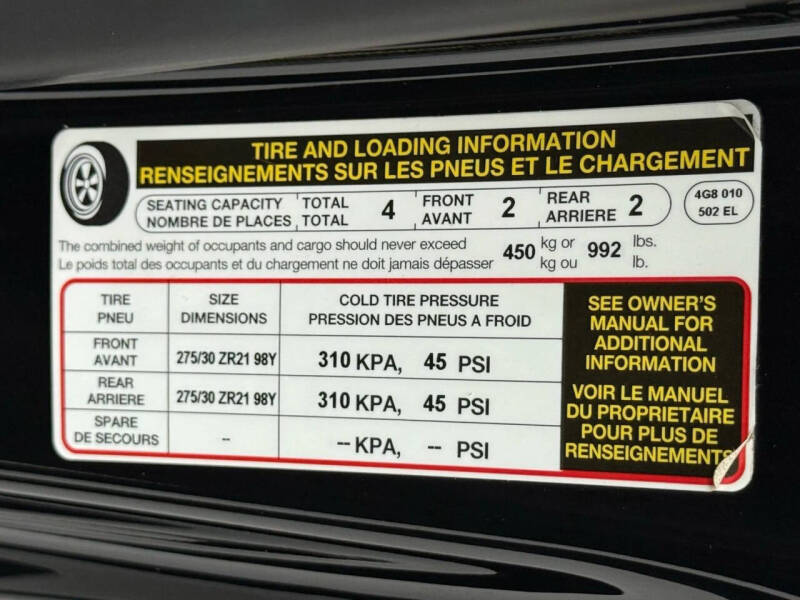 TIRE AND LOADING INFORMATION
RENSEIGNEMENTS SUR LES PNEUS ET LE CHARGEMENT
SEATING CAPACITY TOTAL 4 FRONT 2 REAR 2
NOMBRE DE PLACES TOTAL AVANT ARRIERE
4G8 010
502 EL
The combined weight of occupants and cargo should never exceed 450 kg or 992 lbs.
Le poids total des occupants et du chargement ne doit jamais dépasser kg ou lb.
TIRE SIZE COLD TIRE PRESSURE
PNEU DIMENSIONS PRESSION DES PNEUS A FROID
FRONT
AVANT 275/30 ZR21 98Y 310 KPA, 45 PSI
REAR
ARRIERE 275/30 ZR21 98Y 310 KPA, 45 PSI
SPARE
DE SECOURS -- -- KPA, -- PSI
SEE OWNER'S
MANUAL FOR
ADDITIONAL
INFORMATION
VOIR LE MANUEL
DU PROPRIETAIRE
POUR PLUS DE
RENSEIGNEMENTS